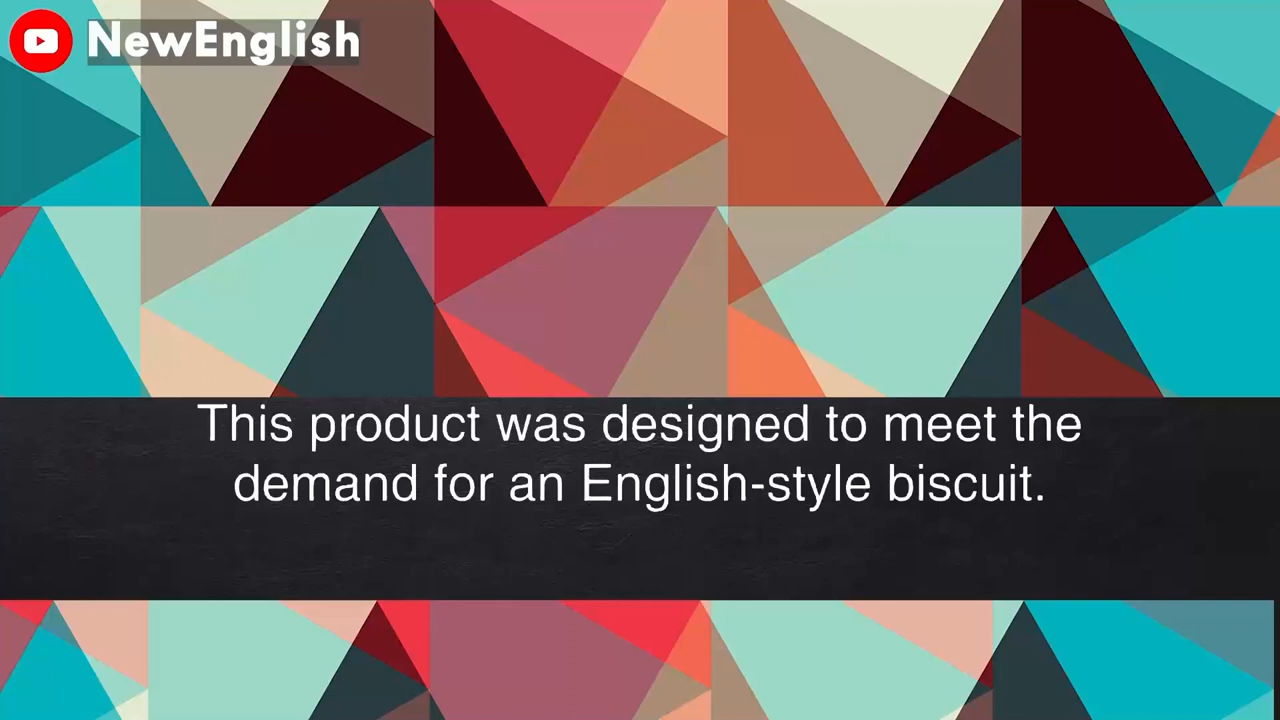 NewEnglish
This product was designed to meet the
demand for an English-style biscuit.